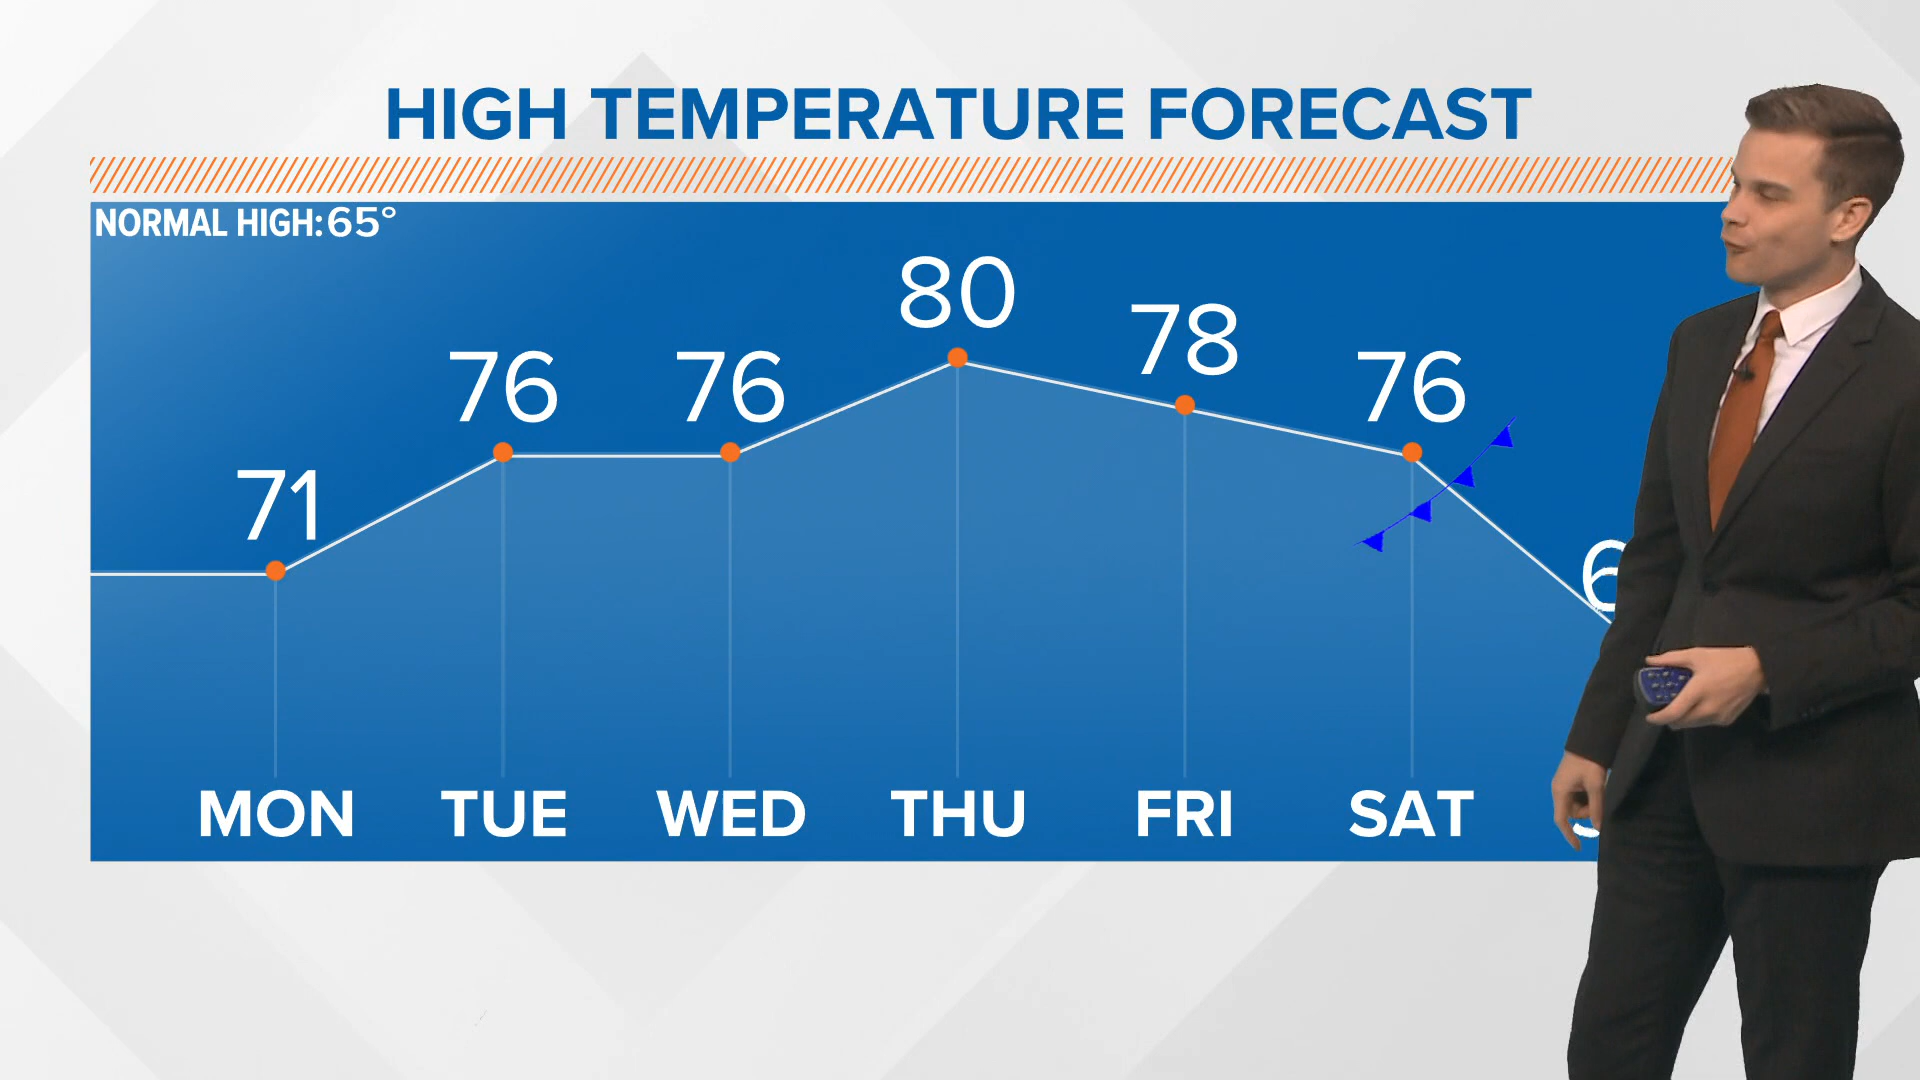 HIGH TEMPERATURE FORECAST
NORMAL HIGH: 65°
71 76 76 80 78 76
MON TUE WED THU FRI SAT